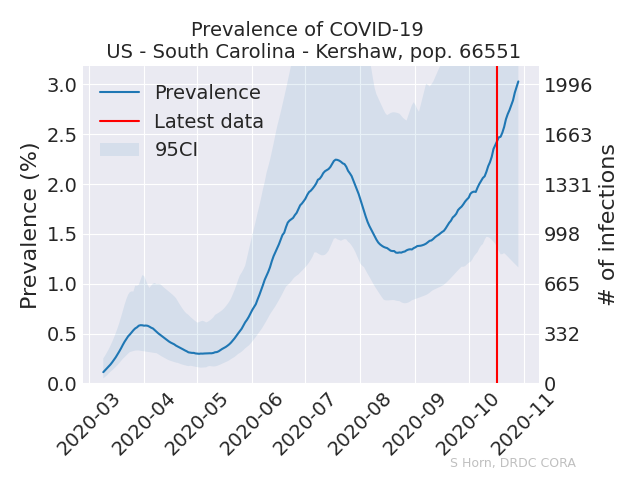 Prevalence of COVID-19
US - South Carolina - Kershaw, pop. 66551
Prevalence
Latest data
95CI
Prevalence (%)
3.0
2.5
2.0
1.5
1.0
0.5
0.0
1996
1663
1331
998
665
332
0
# of infections
2020-03
2020-04
2020-05
2020-06
2020-07
2020-08
2020-09
2020-10
2020-11
S Horn, DRDC CORA